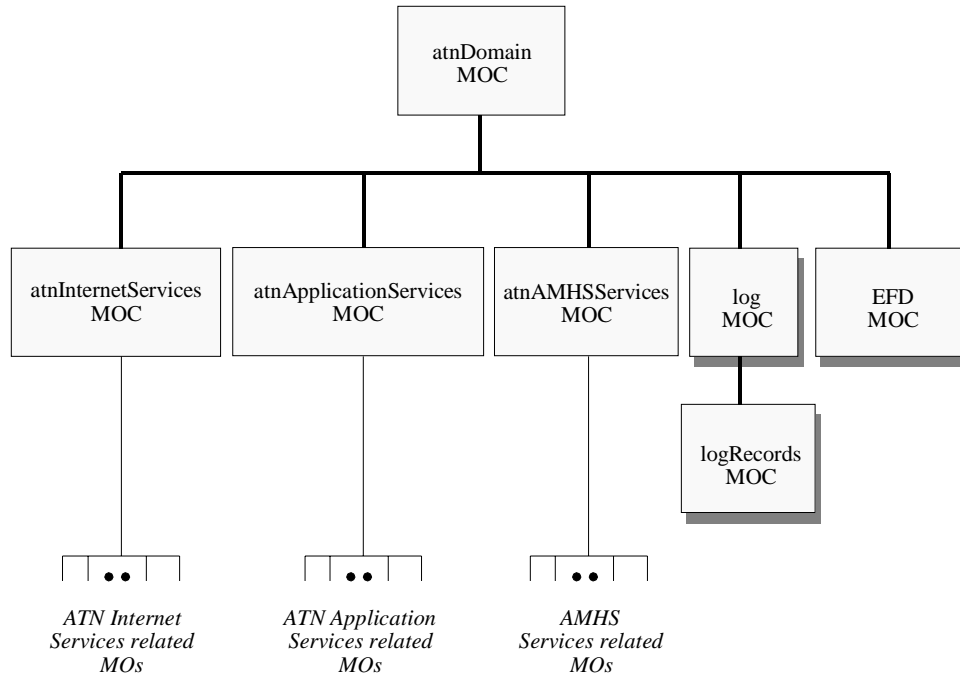 atnDomain
MOC
atnInternetServices
MOC
atnApplicationServices
MOC
atnAMHSServices
MOC
log
MOC
EFD
MOC
logRecords
MOC
ATN Internet
Services related
MOs
ATN Application
Services related
MOs
AMHS
Services related
MOs